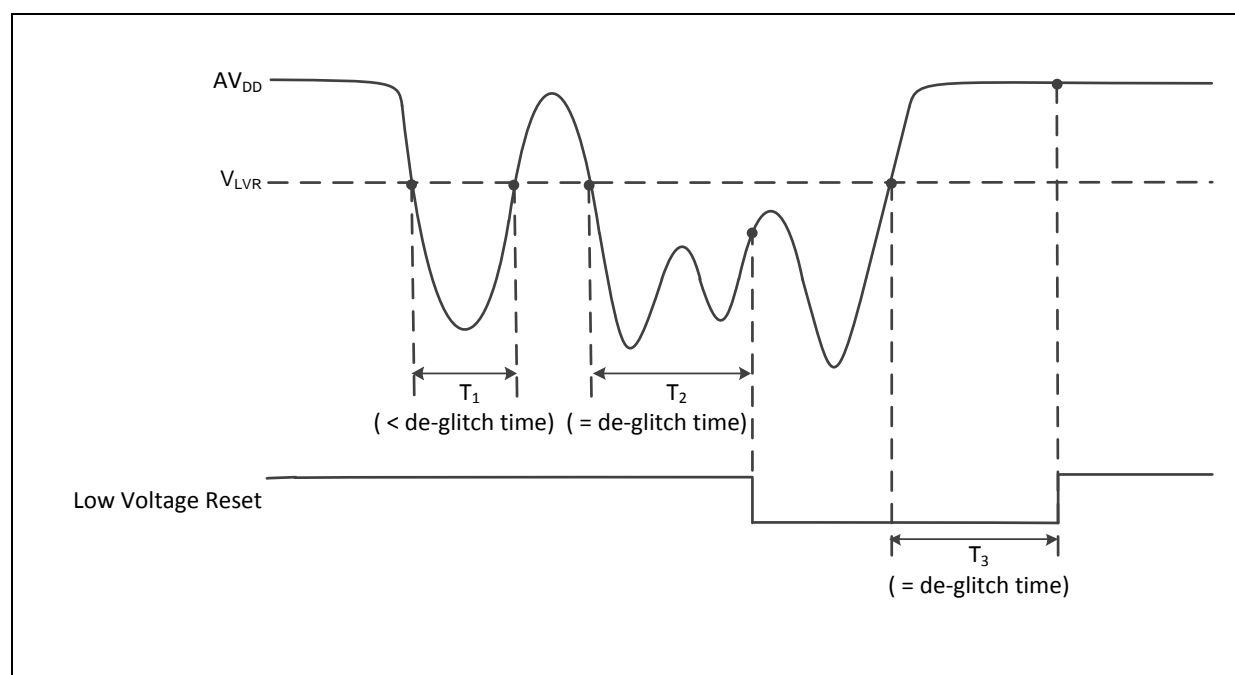 AVDD
VLVR
T1
( < de-glitch time)
T2
( = de-glitch time)
Low Voltage Reset
T3
( = de-glitch time)